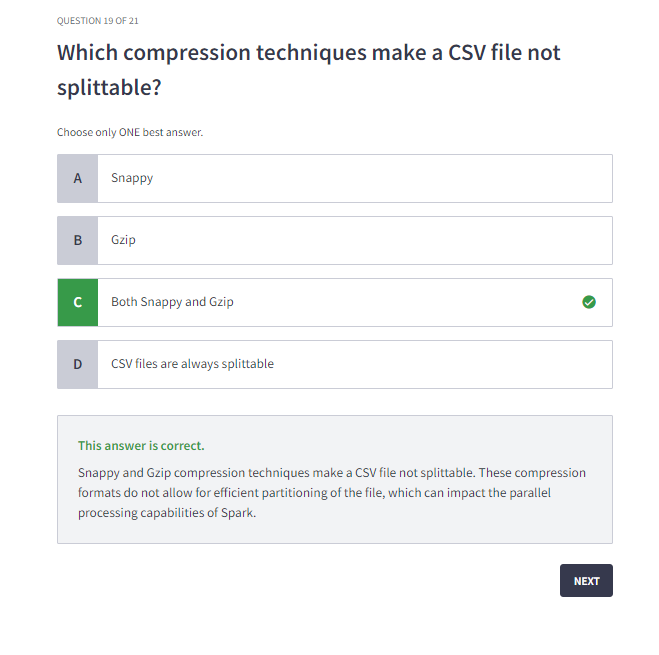 QUESTION 19 OF 21
Which compression techniques make a CSV file not
splittable?
Choose only ONE best answer.
A
Snappy
B
Gzip
C
Both Snappy and Gzip
D
CSV files are always splittable
This answer is correct.
Snappy and Gzip compression techniques make a CSV file not splittable. These compression
formats do not allow for efficient partitioning of the file, which can impact the parallel
processing capabilities of Spark.
NEXT